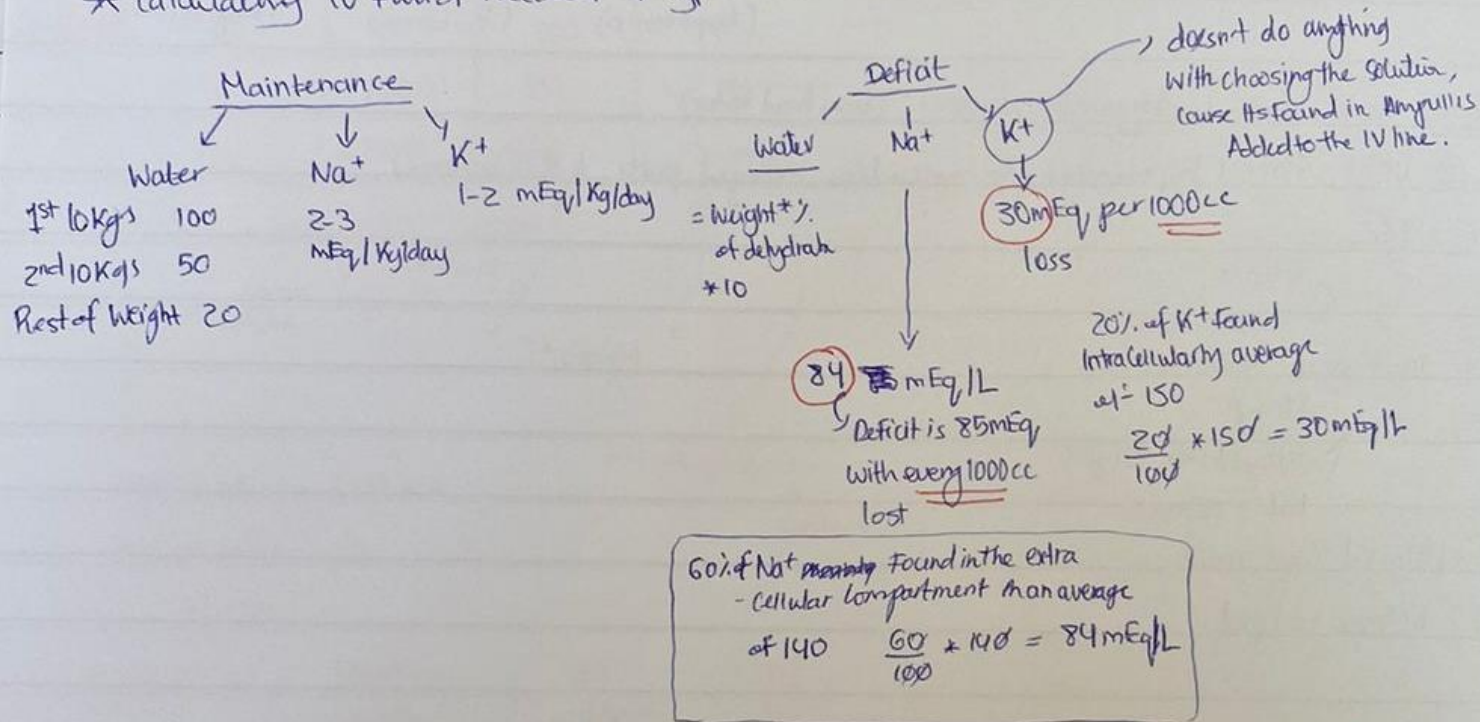 * Calculating IV
Maintenance
Water
1st 10Kgs 100
2nd 10Kgs 50
Rest of Weight 20
Na+
2-3
mEq/Kg/day
K+
1-2 mEq/Kg/day
Deficit
Water
= Weight*%
of dehydratn
*10
Na+
84 mEq/L
Deficit is 85mEq
with every 1000cc
lost
60% of Na+ Found in the extra
- Cellular Compartment
average
of 140 60/100 * 140 = 84mEq/L
K+
doesn't do anything
with choosing the solution,
cause its found in Ampullis
Added to the IV line.
30mEq per 1000cc
loss
20% of K+ found
IntraCellularly average
of = 150
20/100 * 150 = 30mEq/L